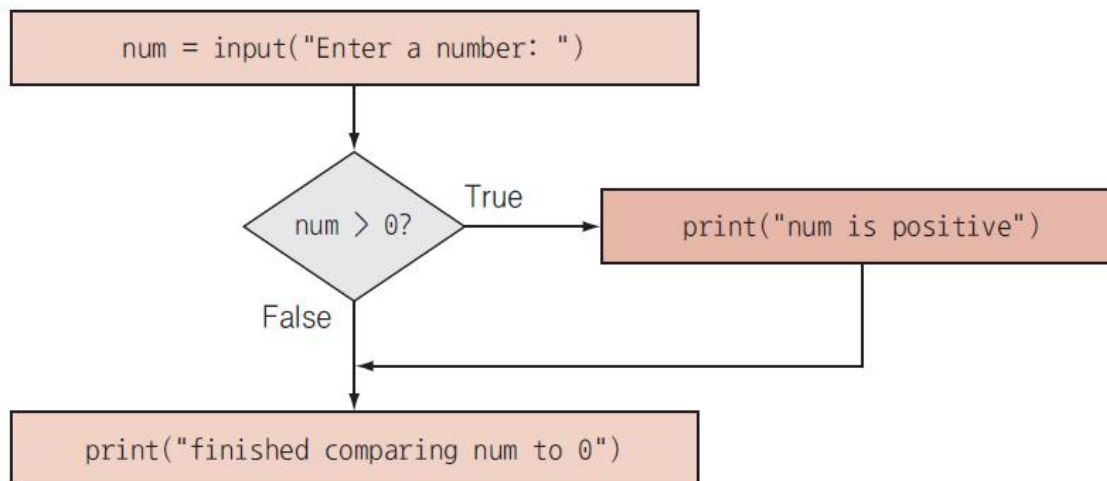 num = input("Enter a number: ")
num > 0?
True
print("num is positive")
False
print("finished comparing num to 0")